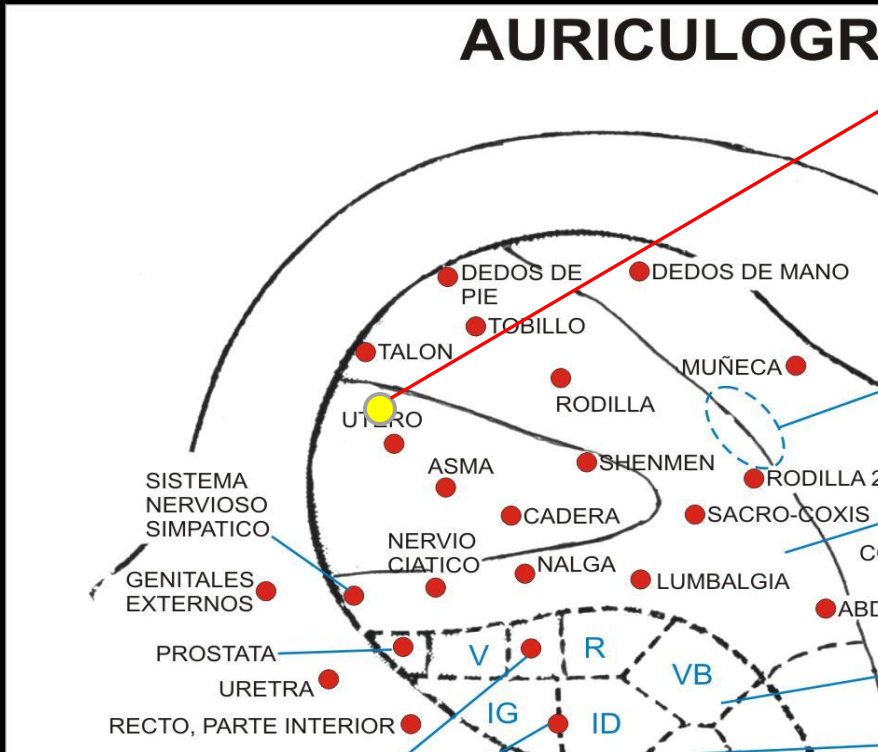 AURICULOGR
DEDOS DE
PIE
DEDOS DE MANO
TOBILLO
TALON
MUÑECA
RODILLA
UTERO
ASMA
SHENMEN
RODILLA 2
SISTEMA
NERVIOSO
SIMPATICO
CADERA
SACRO-COXIS
NERVIO
CIATICO
NALGA
CO
GENITALES
EXTERNOS
LUMBALGIA
ABD
PROSTATA
V
R
URETRA
VB
RECTO, PARTE INTERIOR
IG
ID